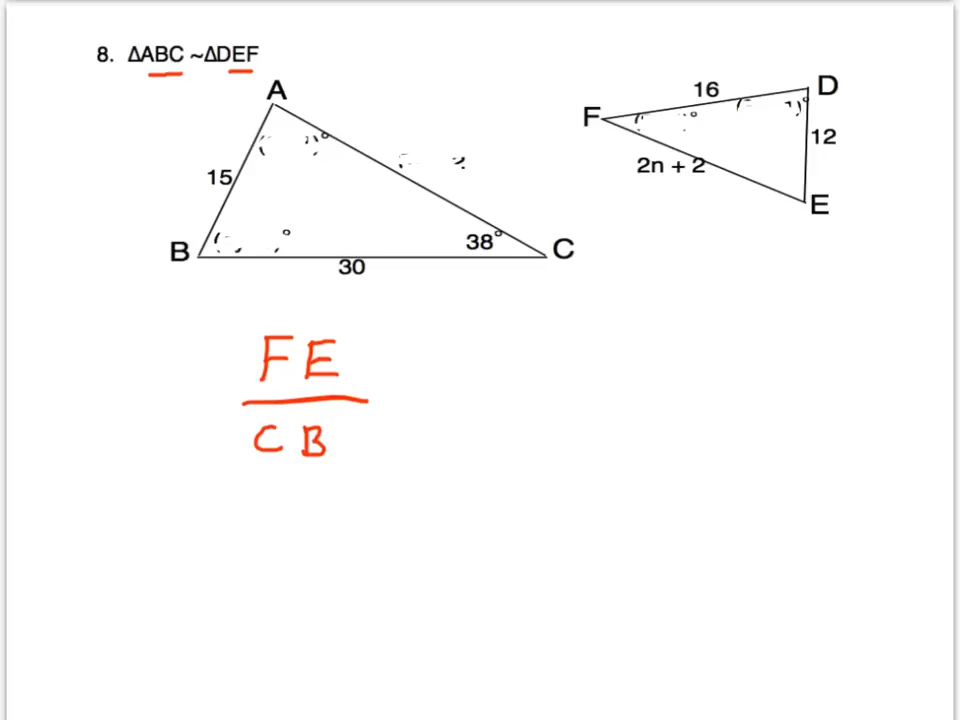 8. ΔABC ~ΔDEF
A
16
D
F
12
15
2n + 2
E
B
38°
C
30
FE
CB